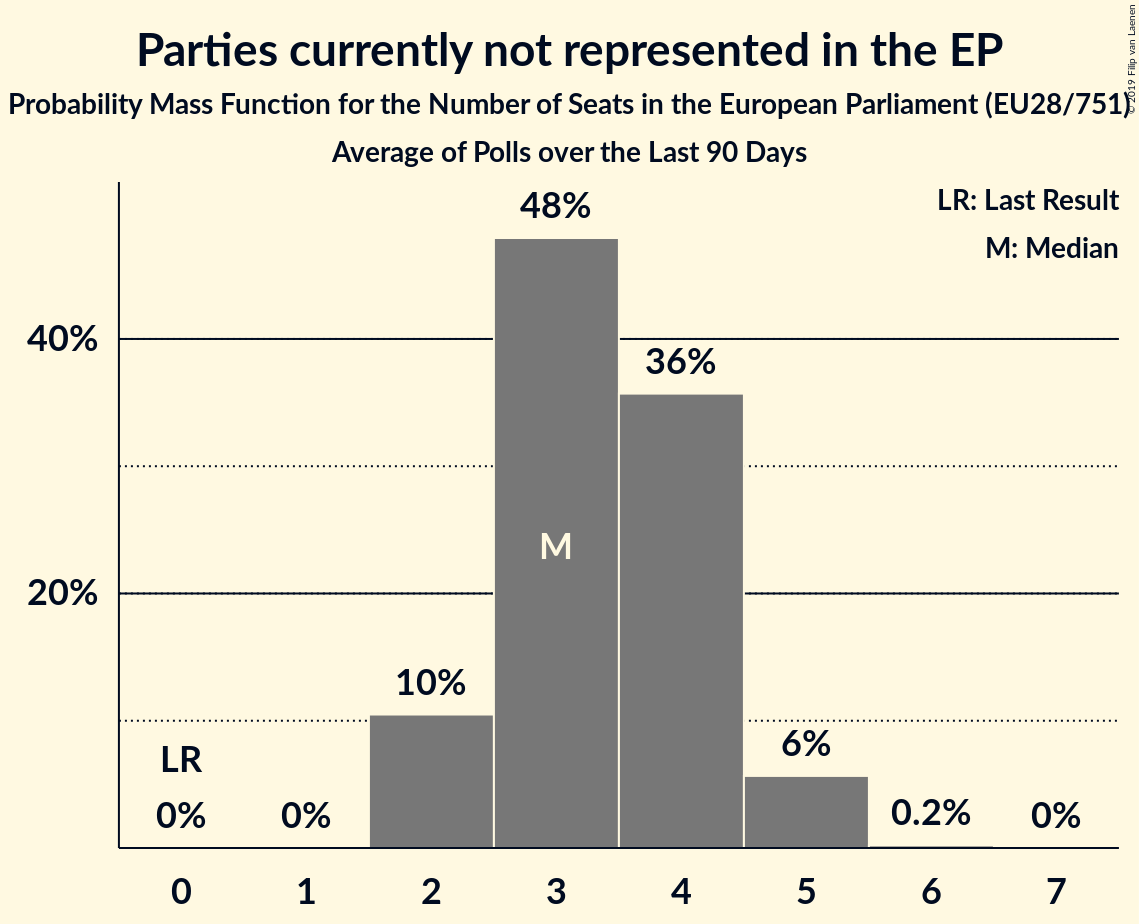 Parties currently not represented in the EP
Probability Mass Function for the Number of Seats in the European Parliament (EU28/751)
Average of Polls over the Last 90 Days
© 2019 Filip van Laenen
LR: Last Result
M: Median
48%
40%
36%
M
20%
10%
6%
LR
0%
0%
0.2%
0%
0 1 2 3 4 5 6 7